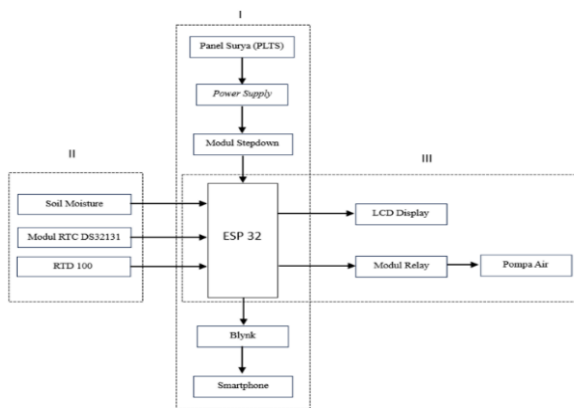 I
Panel Surya (PLTS)
Power Supply
Modul Stepdown
II
III
Soil Moisture
Modul RTC DS32131
RTD 100
ESP 32
LCD Display
Modul Relay
Pompa Air
Blynk
Smartphone